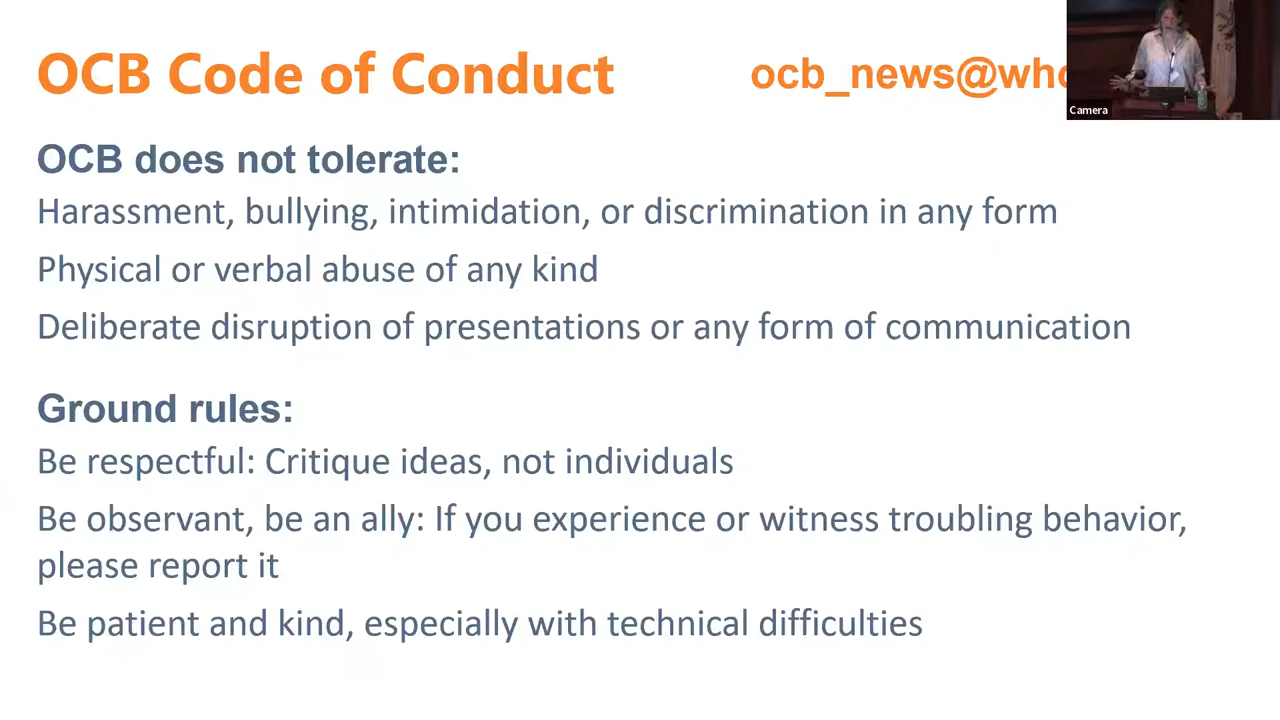 OCB Code of Conduct
ocb_news@who
Camera
OCB does not tolerate:
Harassment, bullying, intimidation, or discrimination in any form
Physical or verbal abuse of any kind
Deliberate disruption of presentations or any form of communication
Ground rules:
Be respectful: Critique ideas, not individuals
Be observant, be an ally: If you experience or witness troubling behavior,
please report it
Be patient and kind, especially with technical difficulties